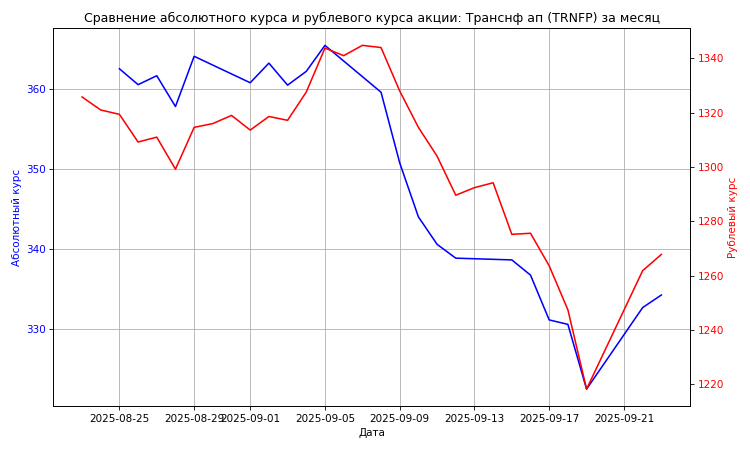 Сравнение абсолютного курса и рублевого курса акции: Транснф ап (TRNFP) за месяц
Абсолютный курс
360
350
340
330
1340
1320
1300
1280
1260
1240
1220
Рублевый курс
2025-08-25 2025-08-29 2025-09-01 2025-09-05 2025-09-09 2025-09-13 2025-09-17 2025-09-21
Дата